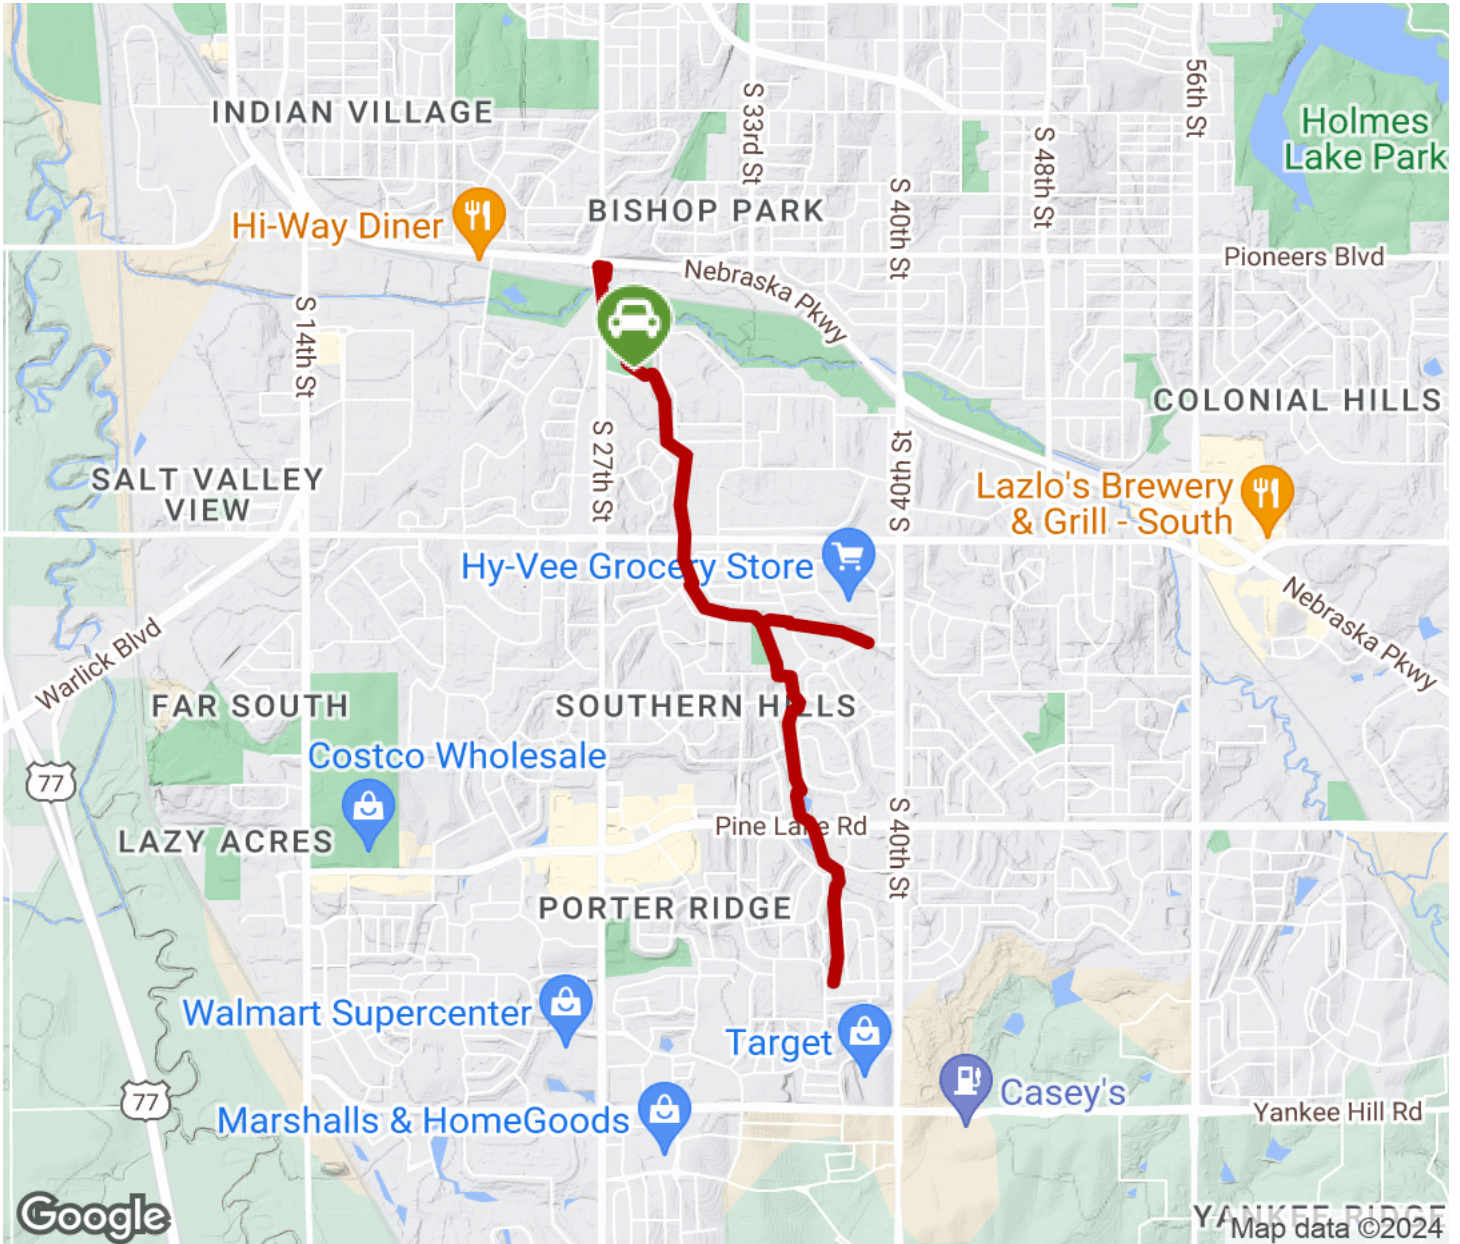 56th St
S 33rd St
INDIAN VILLAGE
Holmes
Lake Park
S 48th St
S 40th St
BISHOP PARK
Hi-Way Diner
Pioneers Blvd
Nebraska Pkwy
S 14th St
COLONIAL HILLS
S 27th St
S 40th St
SALT VALLEY
VIEW
Lazlo's Brewery
& Grill - South
Hy-Vee Grocery Store
Nebraska Pkwy
Warlick Blvd
FAR SOUTH
SOUTHERN HILLS
Costco Wholesale
77
S 40th St
Pine Lake Rd
LAZY ACRES
PORTER RIDGE
Walmart Supercenter
Target
Casey's
77
Marshalls & HomeGoods
Yankee Hill Rd
YANKEE RIDGE
Google
Map data ©2024